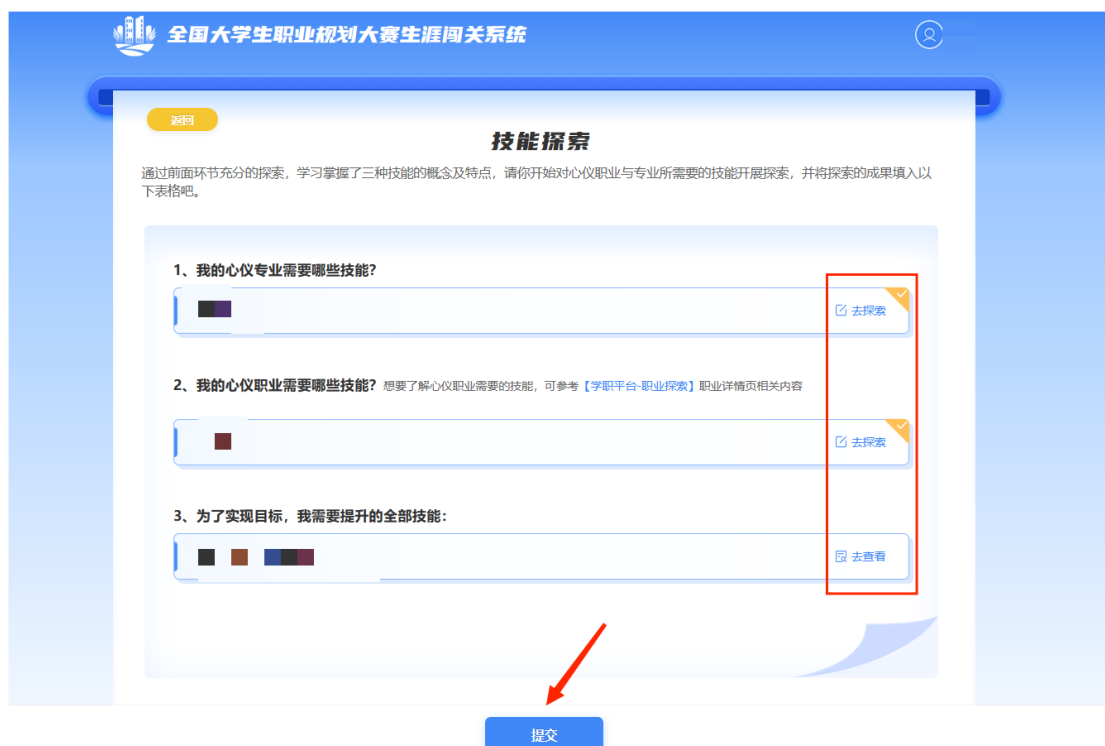 全国大学生职业规划大赛生涯闯关系统
返回
技能探索
通过前面环节充分的探索，学习掌握了三种技能的概念及特点，请你开始对心仪职业与专业所需要的技能开展探索，并将探索的成果填入以
下表格吧。
1、我的心仪专业需要哪些技能？
去探索
2、我的心仪职业需要哪些技能？想要了解心仪职业需要的技能，可参考【学职平台-职业探索】职业详情页相关内容
去探索
3、为了实现目标，我需要提升的全部技能：
去查看
提交